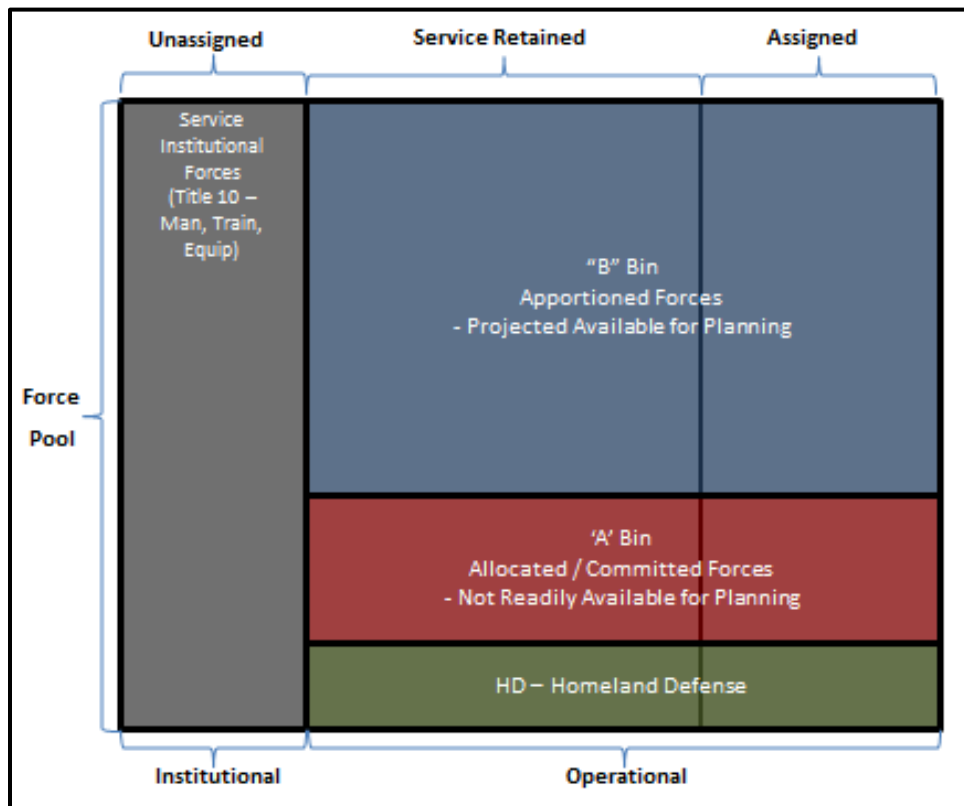 Unassigned
Service Retained
Assigned
Service
Institutional
Forces
(Title 10 –
Man, Train,
Equip)
"B" Bin
Apportioned Forces
- Projected Available for Planning
Force
Pool
‘A’ Bin
Allocated / Committed Forces
- Not Readily Available for Planning
HD – Homeland Defense
Institutional
Operational